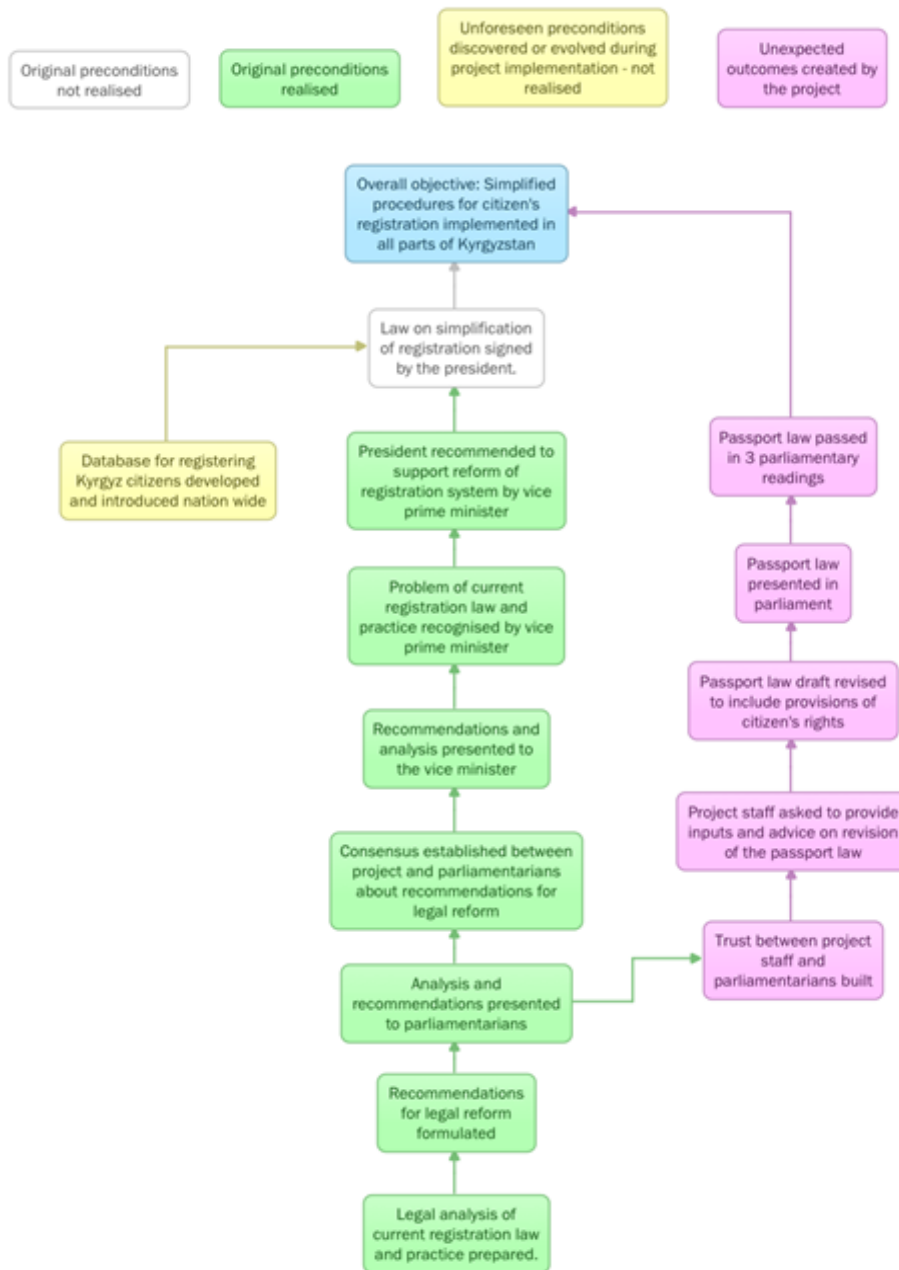 Original preconditions
not realised
Original preconditions
realised
Unforeseen preconditions
discovered or evolved during
project implementation - not
realised
Unexpected
outcomes created by
the project
Overall objective: Simplified
procedures for citizen's
registration implemented in
all parts of Kyrgyzstan
Law on simplification
of registration signed
by the president.
Database for registering
Kyrgyz citizens developed
and introduced nation wide
President recommended to
support reform of
registration system by vice
prime minister
Passport law passed
in 3 parliamentary
readings
Problem of current
registration law and
practice recognised by vice
prime minister
Passport law
presented in
parliament
Recommendations and
analysis presented to
the vice minister
Passport law draft revised
to include provisions of
citizen's rights
Consensus established between
project and parliamentarians
about recommendations for
legal reform
Project staff asked to provide
inputs and advice on revision
of the passport law
Analysis and
recommendations presented
to parliamentarians
Trust between project
staff and
parliamentarians built
Recommendations
for legal reform
formulated
Legal analysis of
current registration law
and practice prepared.